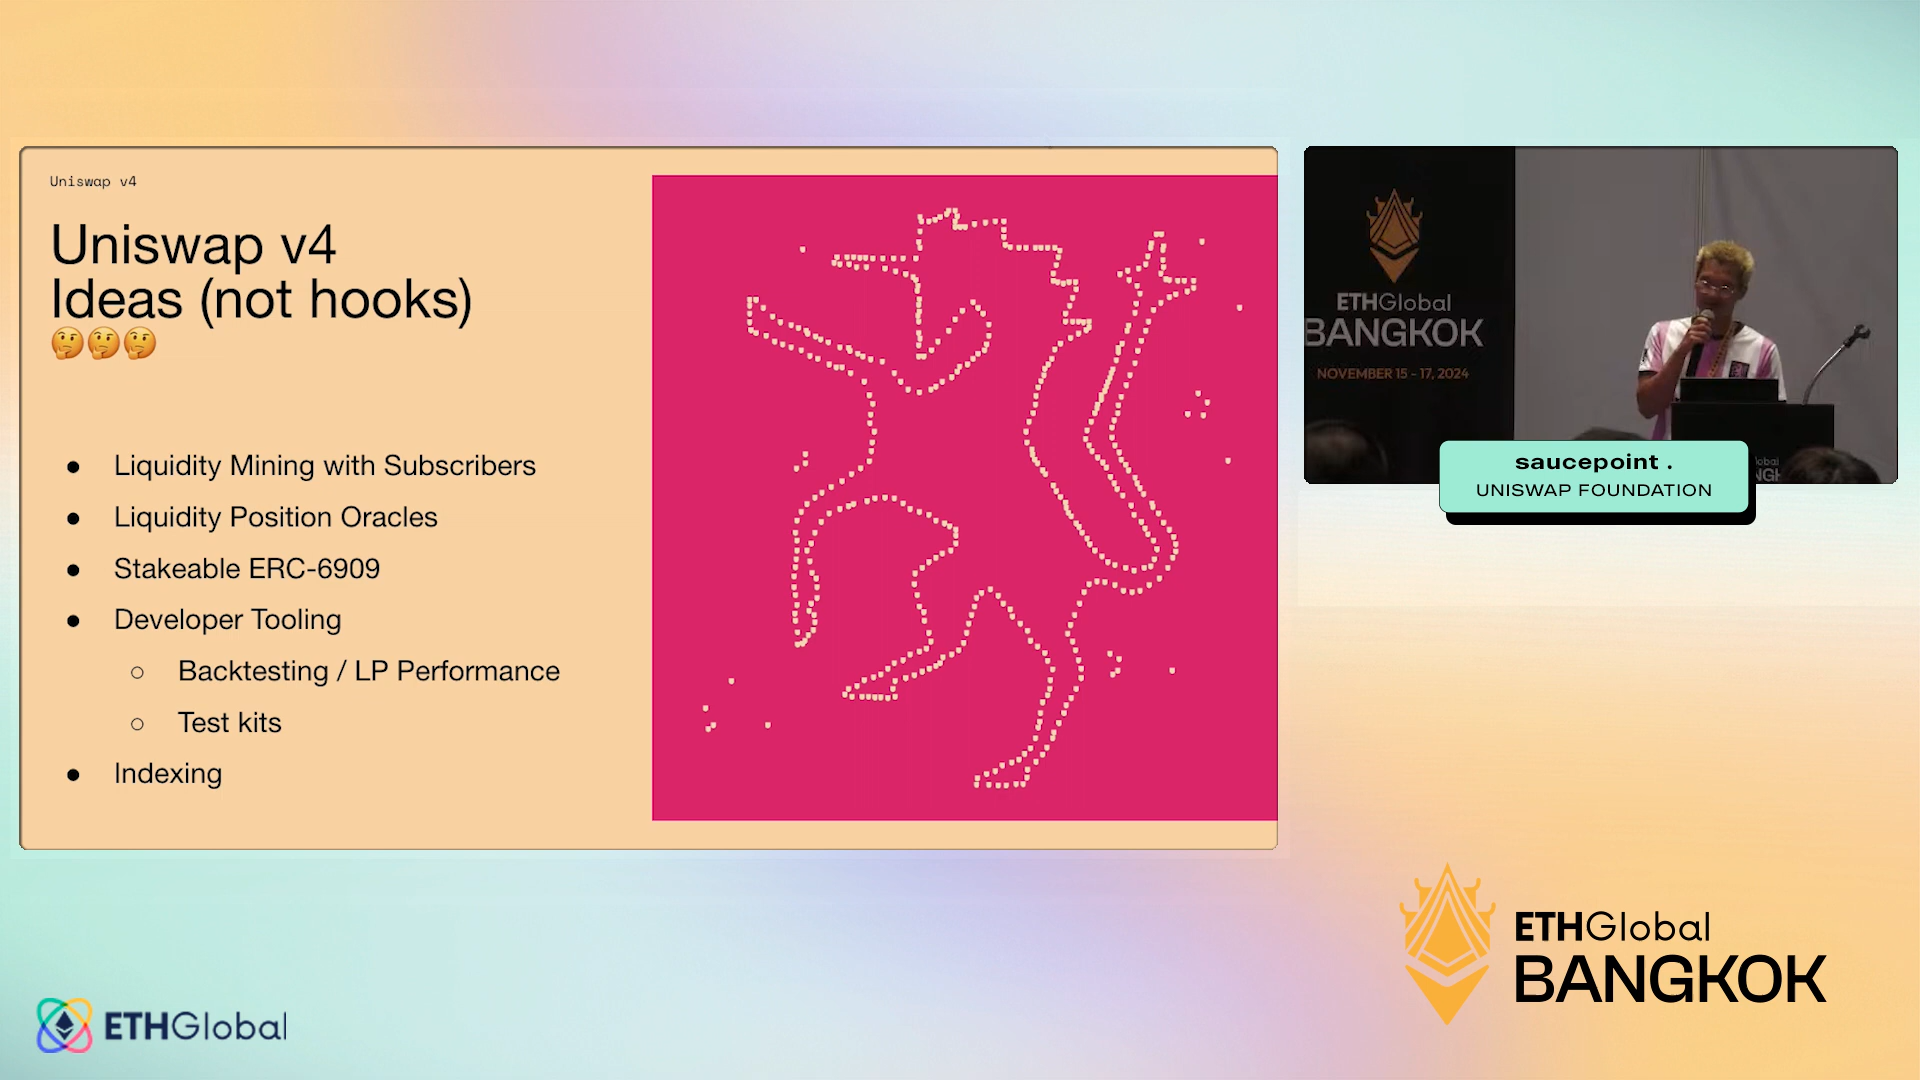 Uniswap v4
Uniswap v4
Ideas (not hooks)
🤔🤔🤔
● Liquidity Mining with Subscribers
● Liquidity Position Oracles
● Stakeable ERC-6909
● Developer Tooling
○ Backtesting / LP Performance
○ Test kits
● Indexing
ETHGlobal
BANGKOK
NOVEMBER 15 - 17, 2024
saucepoint .
UNISWAP FOUNDATION
ETHGlobal
BANGKOK
ETHGlobal